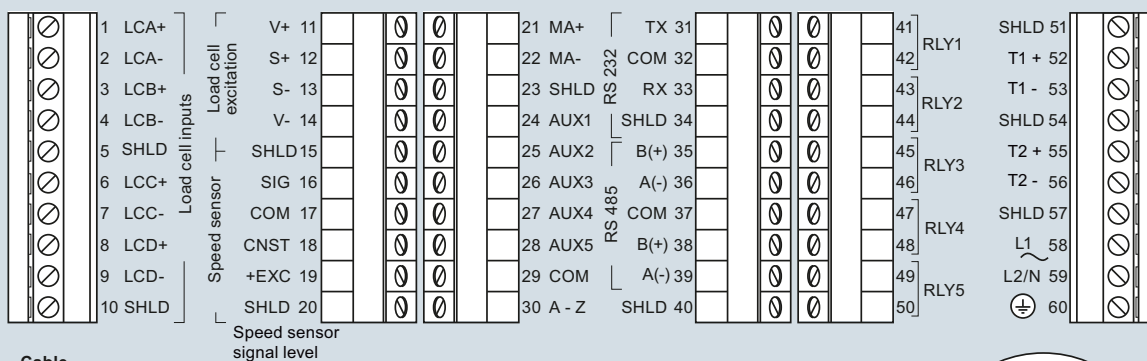 1 LCA+
2 LCA-
3 LCB+
4 LCB-
5 SHLD
6 LCC+
7 LCC-
8 LCD+
9 LCD-
10 SHLD
Load cell inputs
Load cell
excitation
Speed sensor
V+ 11
S+ 12
S- 13
V- 14
SHLD 15
SIG 16
COM 17
CNST 18
+EXC 19
SHLD 20
Speed sensor
signal level
21 MA+
22 MA-
23 SHLD
24 AUX1
25 AUX2
26 AUX3
27 AUX4
28 AUX5
29 COM
30 A - Z
RS 232
RS 485
TX 31
COM 32
RX 33
SHLD 34
B(+) 35
A(-) 36
COM 37
B(+) 38
A(-) 39
SHLD 40
41
42
RLY1
43
44
RLY2
45
46
RLY3
47
48
RLY4
49
50
RLY5
SHLD 51
T1 + 52
T1 - 53
SHLD 54
T2 + 55
T2 - 56
SHLD 57
L1 58
L2/N 59
60
Cable